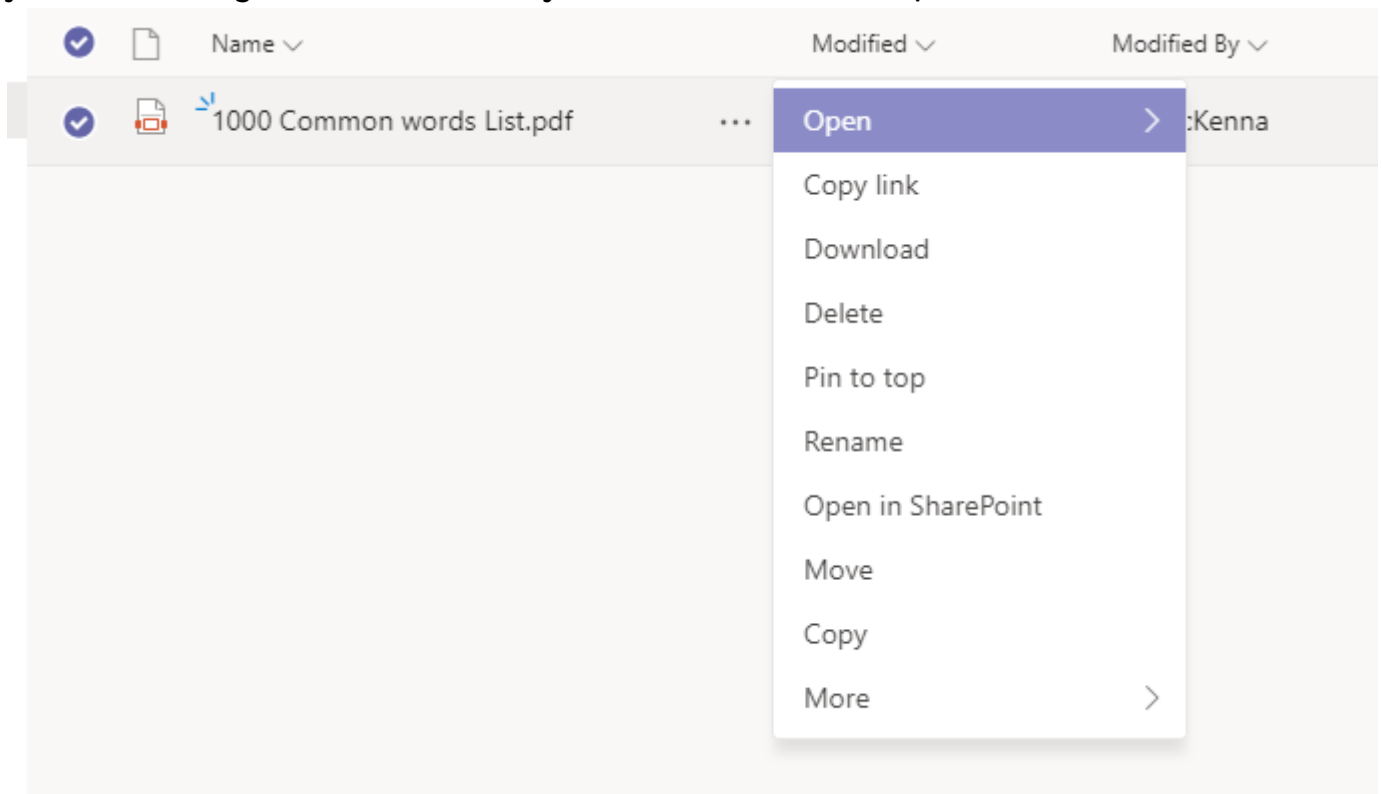 Name Modified Modified By
1000 Common words List.pdf ... Open :Kenna
Copy link
Download
Delete
Pin to top
Rename
Open in SharePoint
Move
Copy
More